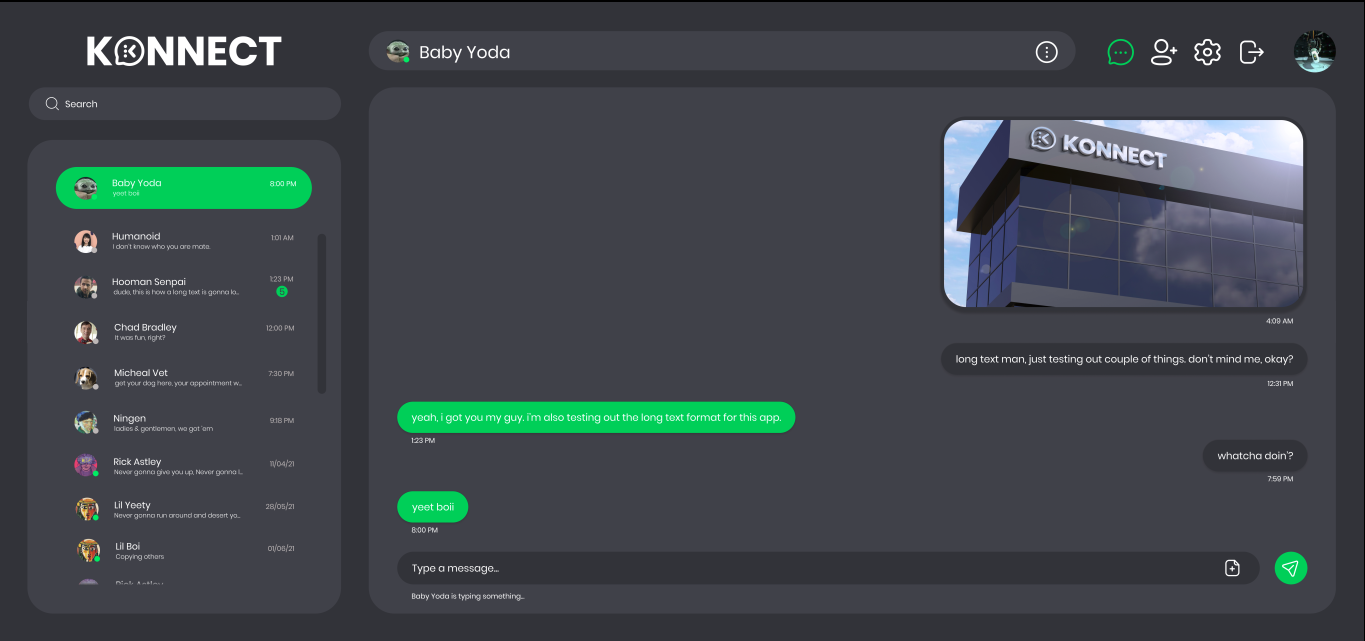 KONNECT
Baby Yoda
Search
Baby Yoda
8:00 PM
yeet boii
Humanoid
1:01 AM
I don't know who you are mate.
Hooman Senpai
1:23 PM
dude, this is how a long text is gonna lo...
5
Chad Bradley
12:00 PM
It was fun, right?
Micheal Vet
7:30 PM
get your dog here, your appointment w...
Ningen
9:18 PM
ladies & gentlemen, we got 'em
Rick Astley
11/04/21
Never gonna give you up, Never gonna l...
Lil Yeety
28/05/21
Never gonna run around and desert yo...
Lil Boi
01/06/21
Copying others
Rick Astley
KONNECT
4:09 AM
long text man, just testing out couple of things. don't mind me, okay?
12:31 PM
yeah, i got you my guy. i'm also testing out the long text format for this app.
1:23 PM
whatcha doin'?
7:59 PM
yeet boii
8:00 PM
Type a message...
Baby Yoda is typing something...